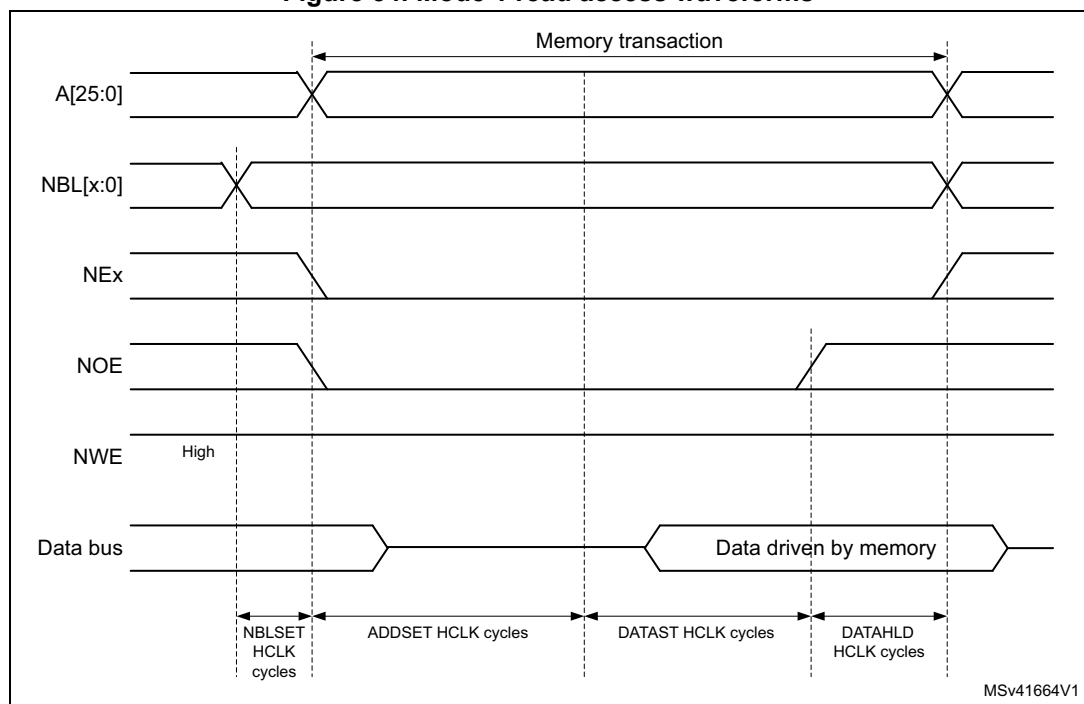 Memory transaction
A[25:0]
NBL[x:0]
NEx
NOE
NWE
High
Data bus
Data driven by memory
NBLSET
HCLK
cycles
ADDSET HCLK cycles
DATAST HCLK cycles
DATAHLD
HCLK cycles
MSv41664V1